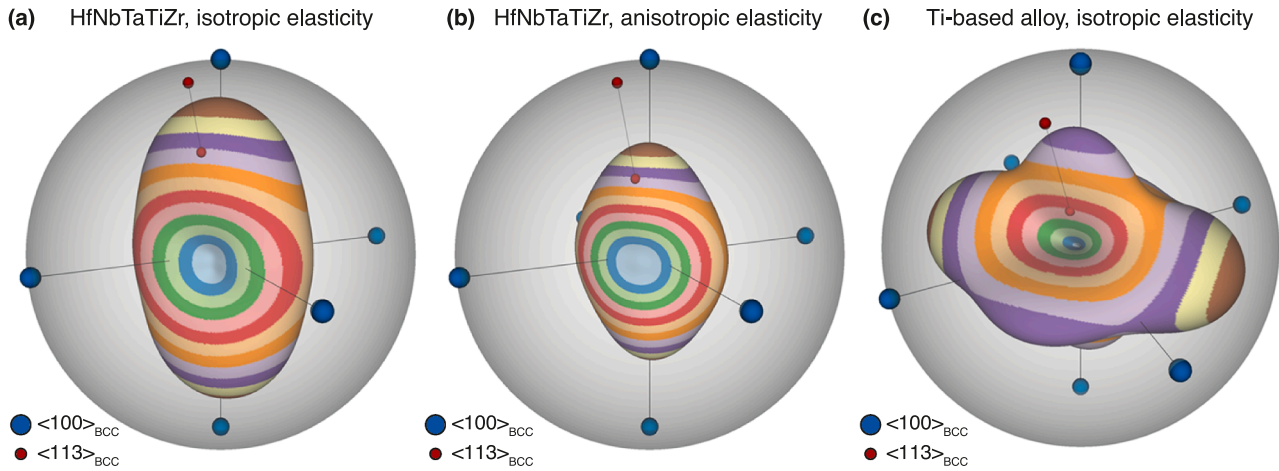 (a) HfNbTaTiZr, isotropic elasticity
(b) HfNbTaTiZr, anisotropic elasticity
(c) Ti-based alloy, isotropic elasticity
<100>BCC
<113>BCC
<100>BCC
<113>BCC
<100>BCC
<113>BCC